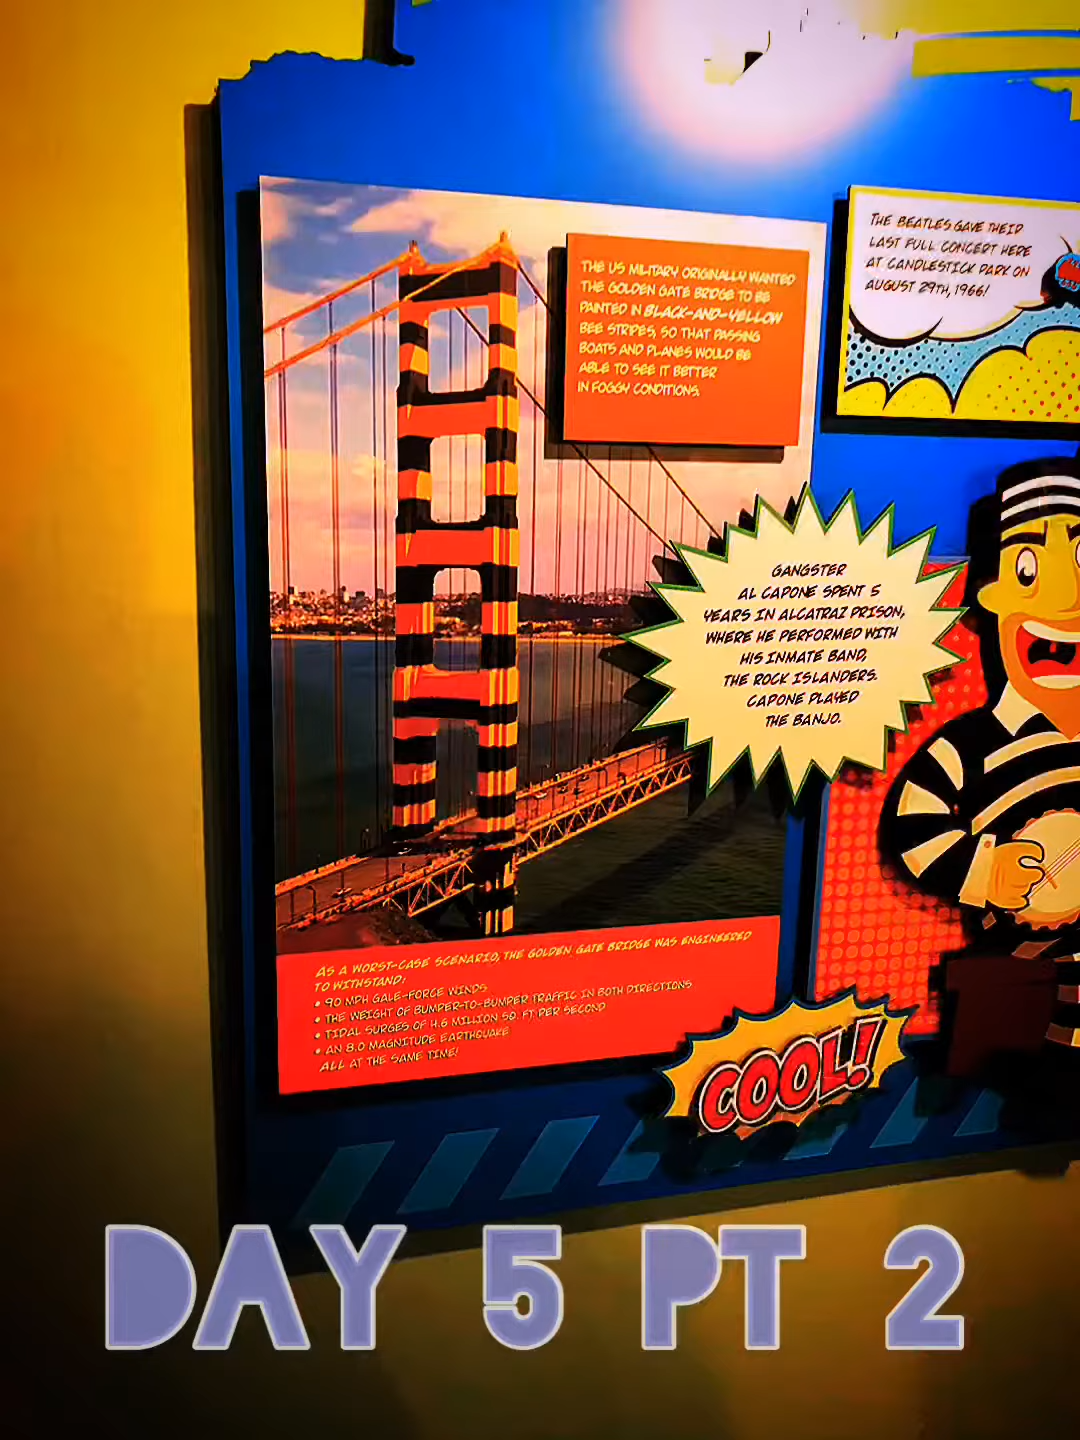 THE US MILITARY ORIGINALLY WANTED
THE GOLDEN GATE BRIDGE TO BE
PAINTED IN BLACK-AND-YELLOW
BEE STRIPES, SO THAT PASSING
BOATS AND PLANES WOULD BE
ABLE TO SEE IT BETTER
IN FOGGY CONDITIONS.
THE BEATLES GAVE THEIR
LAST FULL CONCERT HERE
AT CANDLESTICK PARK ON
AUGUST 29TH, 1966!
GANGSTER
AL CAPONE SPENT 5
YEARS IN ALCATRAZ PRISON,
WHERE HE PERFORMED WITH
HIS INMATE BAND,
THE ROCK ISLANDERS.
CAPONE PLAYED
THE BANJO.
AS A WORST-CASE SCENARIO, THE GOLDEN GATE BRIDGE WAS ENGINEERED
TO WITHSTAND:
• 90 MPH GALE-FORCE WINDS
• THE WEIGHT OF BUMPER-TO-BUMPER TRAFFIC IN BOTH DIRECTIONS
• TIDAL SURGES OF 4.6 MILLION SQ. FT PER SECOND
• AN 8.0 MAGNITUDE EARTHQUAKE
ALL AT THE SAME TIME!
COOL!
DAY 5 PT 2